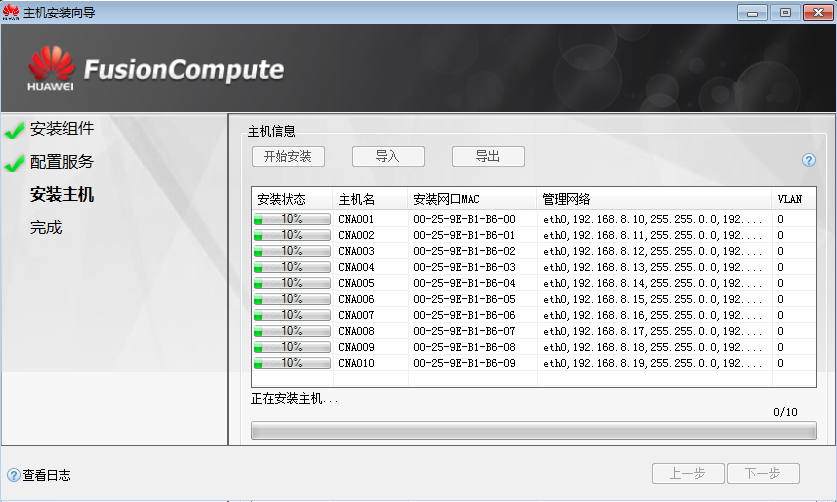 主机安装向导
HUAWEI FusionCompute
安装组件
配置服务
安装主机
完成
主机信息
开始安装 导入 导出
安装状态 主机名 安装网口MAC 管理网络 VLAN
10% CNA001 00-25-9E-B1-B6-00 eth0,192.168.8.10,255.255.0.0,192.... 0
10% CNA002 00-25-9E-B1-B6-01 eth0,192.168.8.11,255.255.0.0,192.... 0
10% CNA003 00-25-9E-B1-B6-02 eth0,192.168.8.12,255.255.0.0,192.... 0
10% CNA004 00-25-9E-B1-B6-03 eth0,192.168.8.13,255.255.0.0,192.... 0
10% CNA005 00-25-9E-B1-B6-04 eth0,192.168.8.14,255.255.0.0,192.... 0
10% CNA006 00-25-9E-B1-B6-05 eth0,192.168.8.15,255.255.0.0,192.... 0
10% CNA007 00-25-9E-B1-B6-06 eth0,192.168.8.16,255.255.0.0,192.... 0
10% CNA008 00-25-9E-B1-B6-07 eth0,192.168.8.17,255.255.0.0,192.... 0
10% CNA009 00-25-9E-B1-B6-08 eth0,192.168.8.18,255.255.0.0,192.... 0
10% CNA010 00-25-9E-B1-B6-09 eth0,192.168.8.19,255.255.0.0,192.... 0
正在安装主机...
0/10
查看日志 上一步 下一步